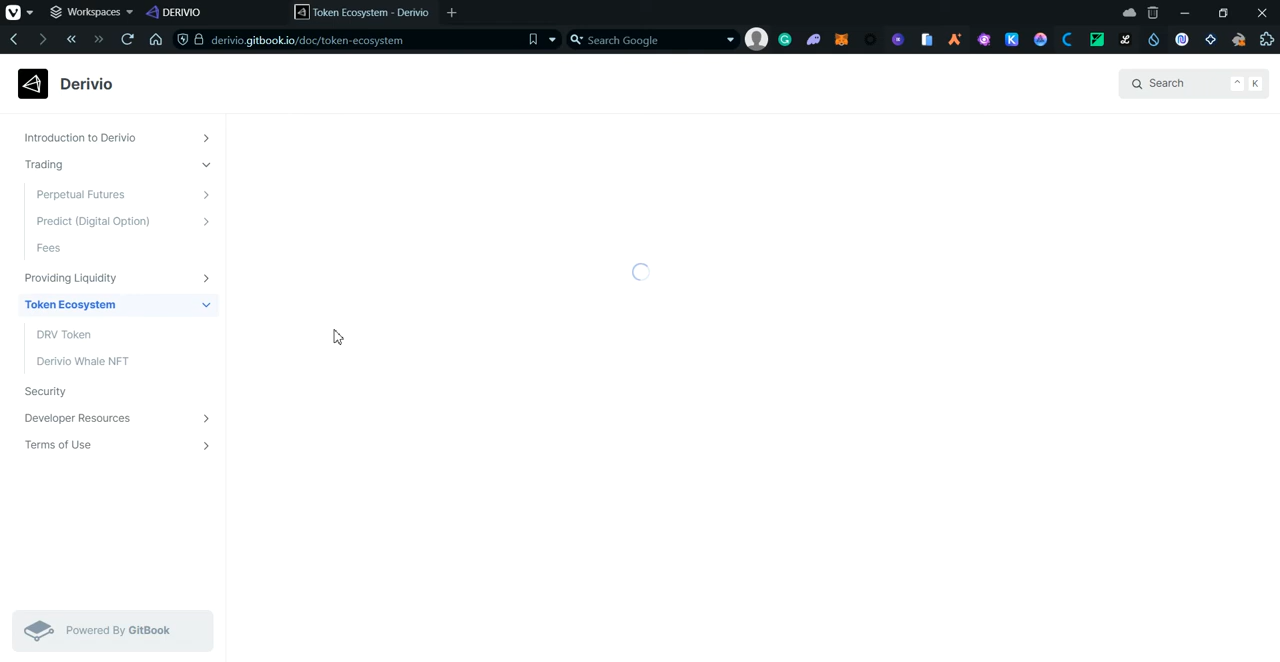 Workspaces
DERIVIO
Token Ecosystem - Derivio
derivio.gitbook.io/doc/token-ecosystem
Search Google
Derivio
Search
^ K
Introduction to Derivio
Trading
Perpetual Futures
Predict (Digital Option)
Fees
Providing Liquidity
Token Ecosystem
DRV Token
Derivio Whale NFT
Security
Developer Resources
Terms of Use
Powered By GitBook